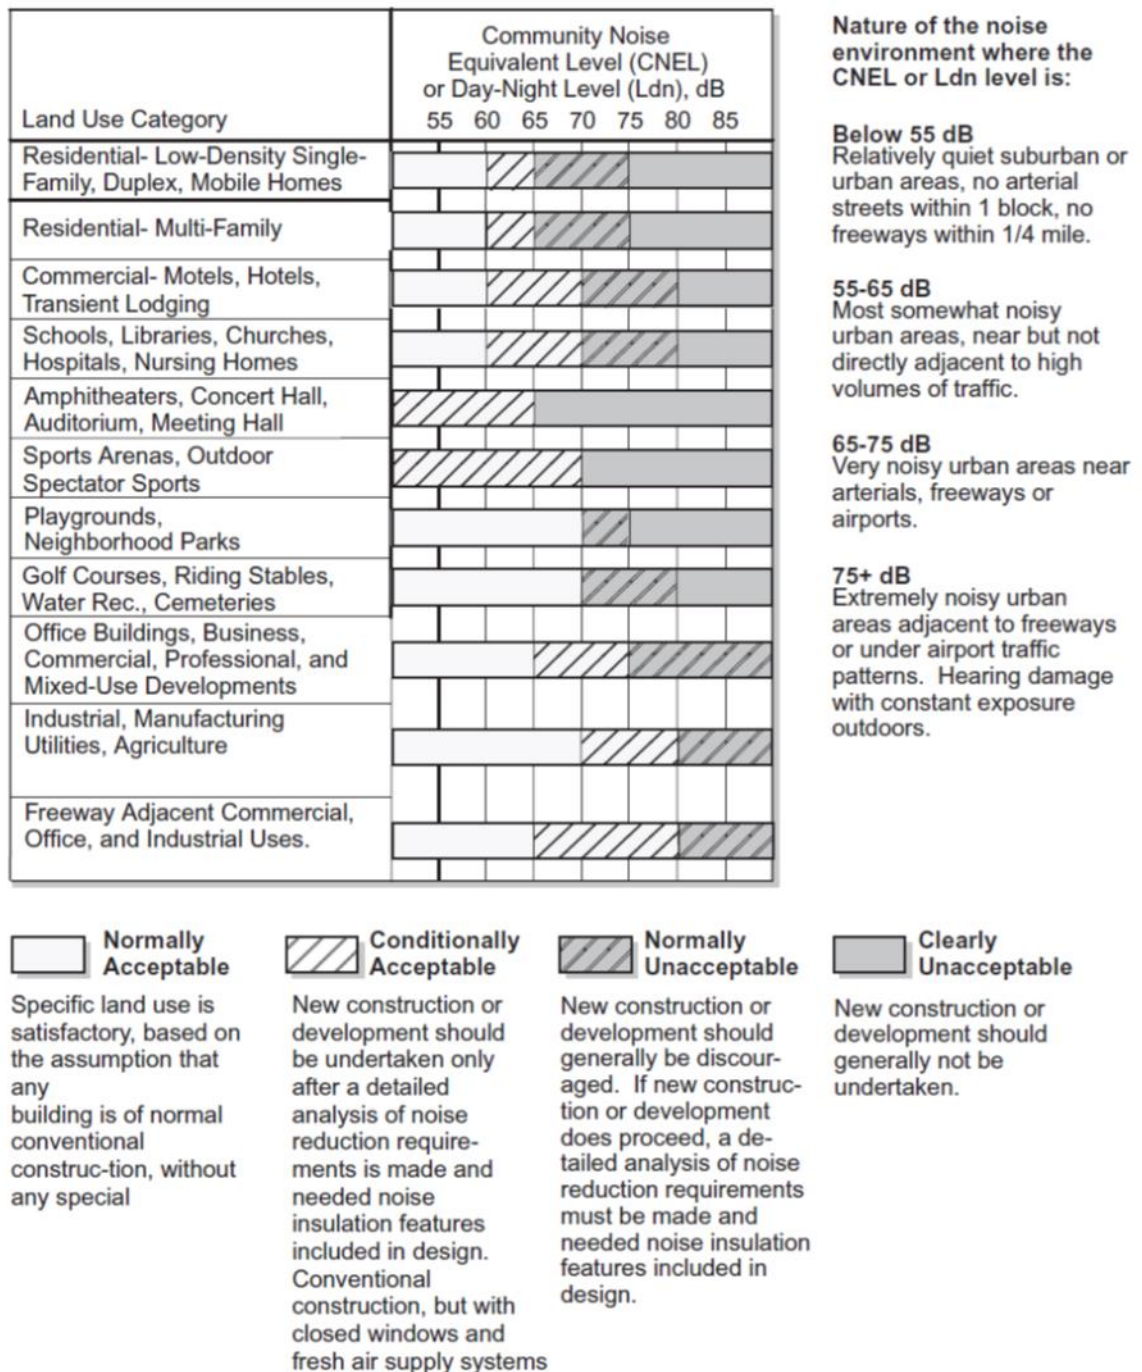 Community Noise
Equivalent Level (CNEL)
or Day-Night Level (Ldn), dB
Land Use Category
55 60 65 70 75 80 85
Residential- Low-Density Single-
Family, Duplex, Mobile Homes
Residential- Multi-Family
Commercial- Motels, Hotels,
Transient Lodging
Schools, Libraries, Churches,
Hospitals, Nursing Homes
Amphitheaters, Concert Hall,
Auditorium, Meeting Hall
Sports Arenas, Outdoor
Spectator Sports
Playgrounds,
Neighborhood Parks
Golf Courses, Riding Stables,
Water Rec., Cemeteries
Office Buildings, Business,
Commercial, Professional, and
Mixed-Use Developments
Industrial, Manufacturing
Utilities, Agriculture
Freeway Adjacent Commercial,
Office, and Industrial Uses.
Nature of the noise
environment where the
CNEL or Ldn level is:
Below 55 dB
Relatively quiet suburban or
urban areas, no arterial
streets within 1 block, no
freeways within 1/4 mile.
55-65 dB
Most somewhat noisy
urban areas, near but not
directly adjacent to high
volumes of traffic.
65-75 dB
Very noisy urban areas near
arterials, freeways or
airports.
75+ dB
Extremely noisy urban
areas adjacent to freeways
or under airport traffic
patterns. Hearing damage
with constant exposure
outdoors.
Normally
Acceptable
Specific land use is
satisfactory, based on
the assumption that
any
building is of normal
conventional
construc-tion, without
any special
Conditionally
Acceptable
New construction or
development should
be undertaken only
after a detailed
analysis of noise
reduction require-
ments is made and
needed noise
insulation features
included in design.
Conventional
construction, but with
closed windows and
fresh air supply systems
Normally
Unacceptable
New construction or
development should
generally be discour-
aged. If new construc-
tion or development
does proceed, a de-
tailed analysis of noise
reduction requirements
must be made and
needed noise insulation
features included in
design.
Clearly
Unacceptable
New construction or
development should
generally not be
undertaken.